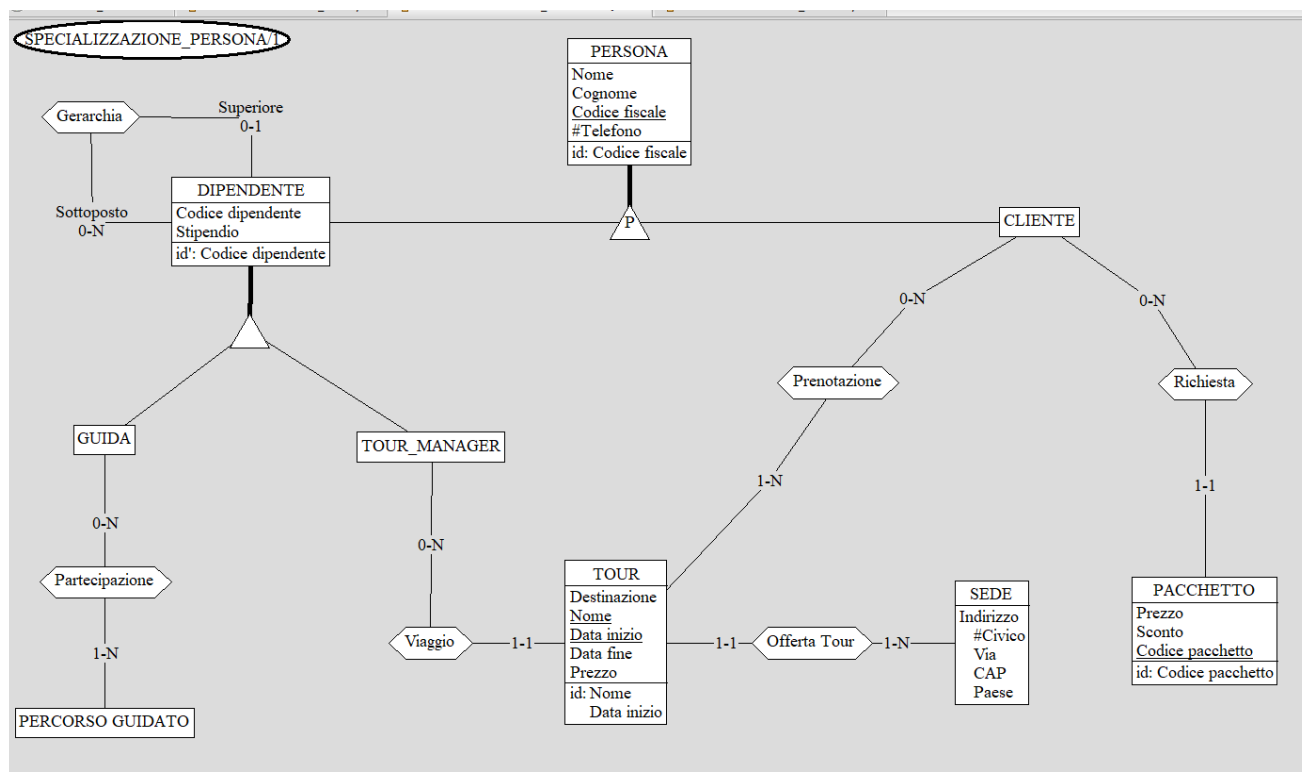 SPECIALIZZAZIONE_PERSONA/1
PERSONA
Nome
Cognome
Codice fiscale
#Telefono
id: Codice fiscale
Gerarchia
Superiore
0-1
DIPENDENTE
Codice dipendente
Stipendio
id': Codice dipendente
Sottoposto
0-N
P
CLIENTE
0-N
0-N
Prenotazione
Richiesta
GUIDA
TOUR_MANAGER
1-N
1-1
0-N
0-N
Partecipazione
1-N
PERCORSO GUIDATO
Viaggio
1-1
TOUR
Destinazione
Nome
Data inizio
Data fine
Prezzo
id: Nome
Data inizio
1-1
Offerta Tour
1-N
SEDE
Indirizzo
#Civico
Via
CAP
Paese
PACCHETTO
Prezzo
Sconto
Codice pacchetto
id: Codice pacchetto